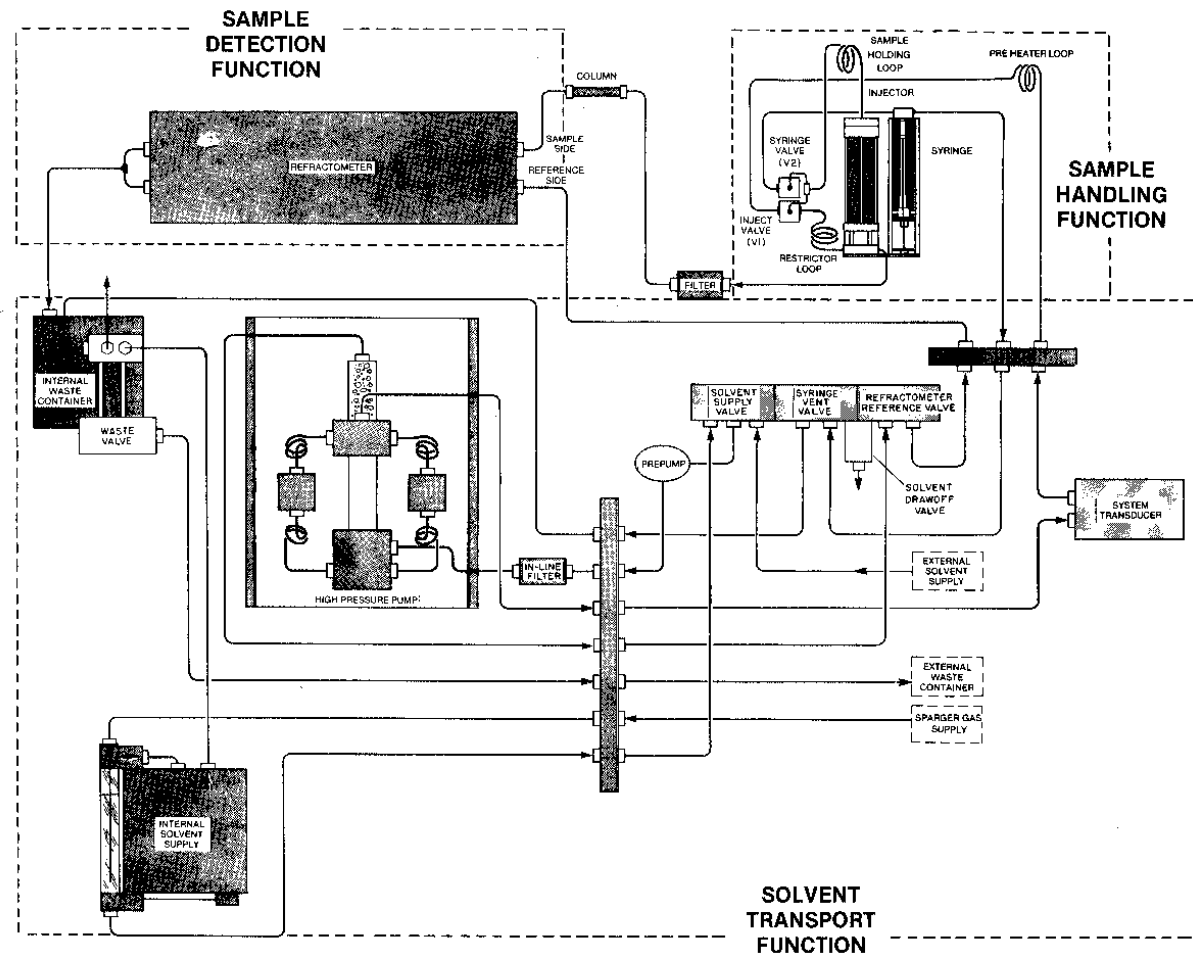 SAMPLE
DETECTION
FUNCTION
COLUMN
SAMPLE
SIDE
REFRACTOMETER
REFERENCE
SIDE
SAMPLE
HOLDING
LOOP
PRE HEATER LOOP
INJECTOR
SYRINGE
VALVE
(V2)
SYRINGE
INJECT
VALVE
(V1)
RESTRICTOR
LOOP
SAMPLE
HANDLING
FUNCTION
FILTER
INTERNAL
WASTE
CONTAINER
WASTE
VALVE
HIGH PRESSURE PUMP
SOLVENT
SUPPLY
VALVE
SYRINGE
VENT
VALVE
REFRACTOMETER
REFERENCE VALVE
PREPUMP
SOLVENT
DRAWOFF
VALVE
SYSTEM
TRANSDUCER
IN-LINE
FILTER
EXTERNAL
SOLVENT
SUPPLY
EXTERNAL
WASTE
CONTAINER
SPARGER GAS
SUPPLY
INTERNAL
SOLVENT
SUPPLY
SOLVENT
TRANSPORT
FUNCTION